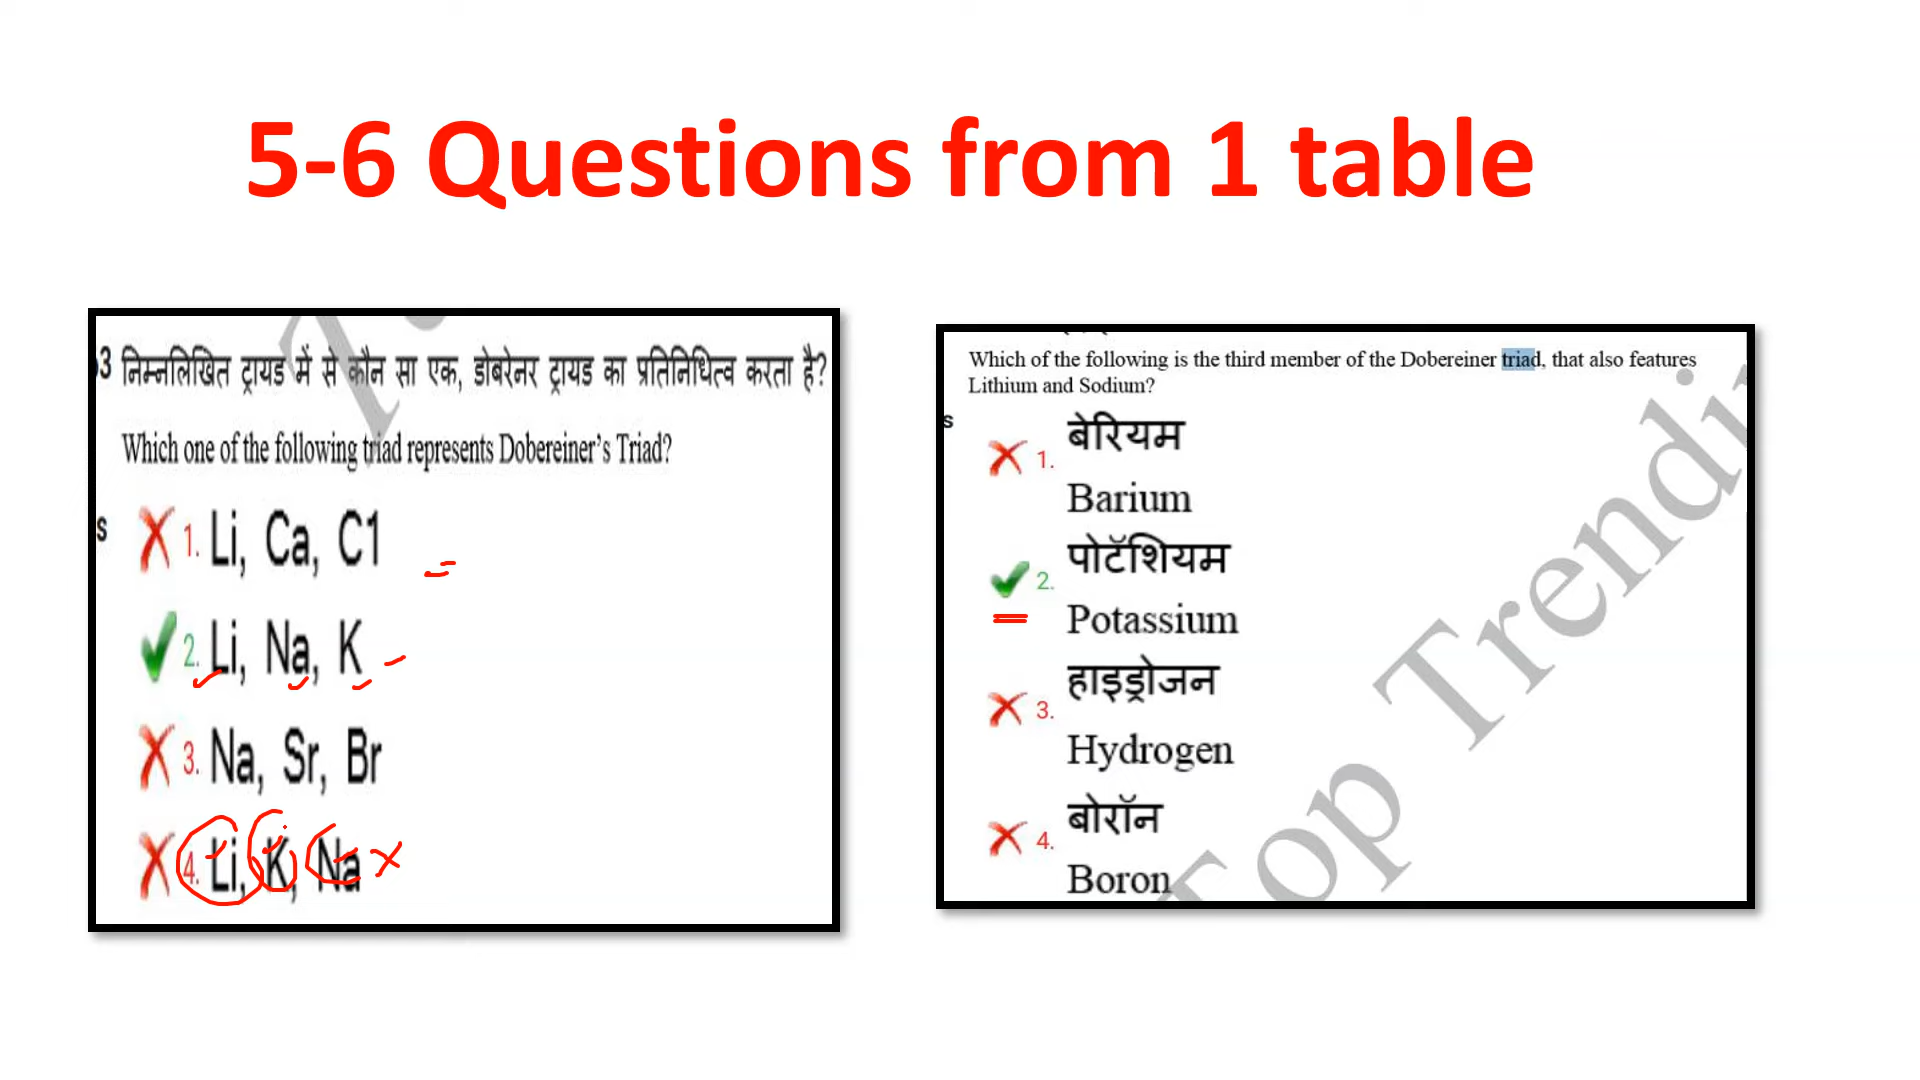 5-6 Questions from 1 table
3 निम्नलिखित ट्रायड में से कौन सा एक, डोबरेनर ट्रायड का प्रतिनिधित्व करता है?
Which one of the following triad represents Dobereiner's Triad?
s
1. Li, Ca, C1
2. Li, Na, K
3. Na, Sr, Br
4. Li, K, Na
Which of the following is the third member of the Dobereiner triad, that also features
Lithium and Sodium?
s
1. बेरियम
Barium
2. पोटॅशियम
Potassium
3. हाइड्रोजन
Hydrogen
4. बोरॉन
Boron
Top Trendi